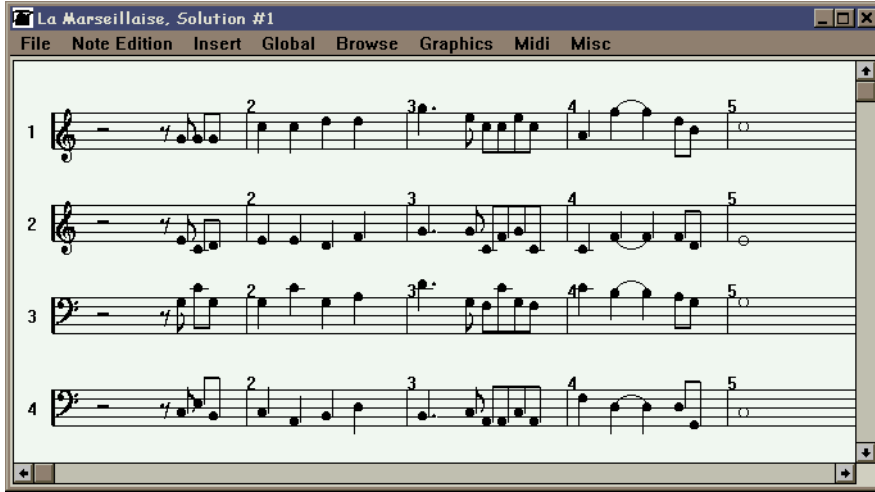 La Marseillaise, Solution #1
File Note Edition Insert Global Browse Graphics Midi Misc
1 2 3 4 5
2 2 3 4 5
3 2 3 4 5
4 2 3 4 5